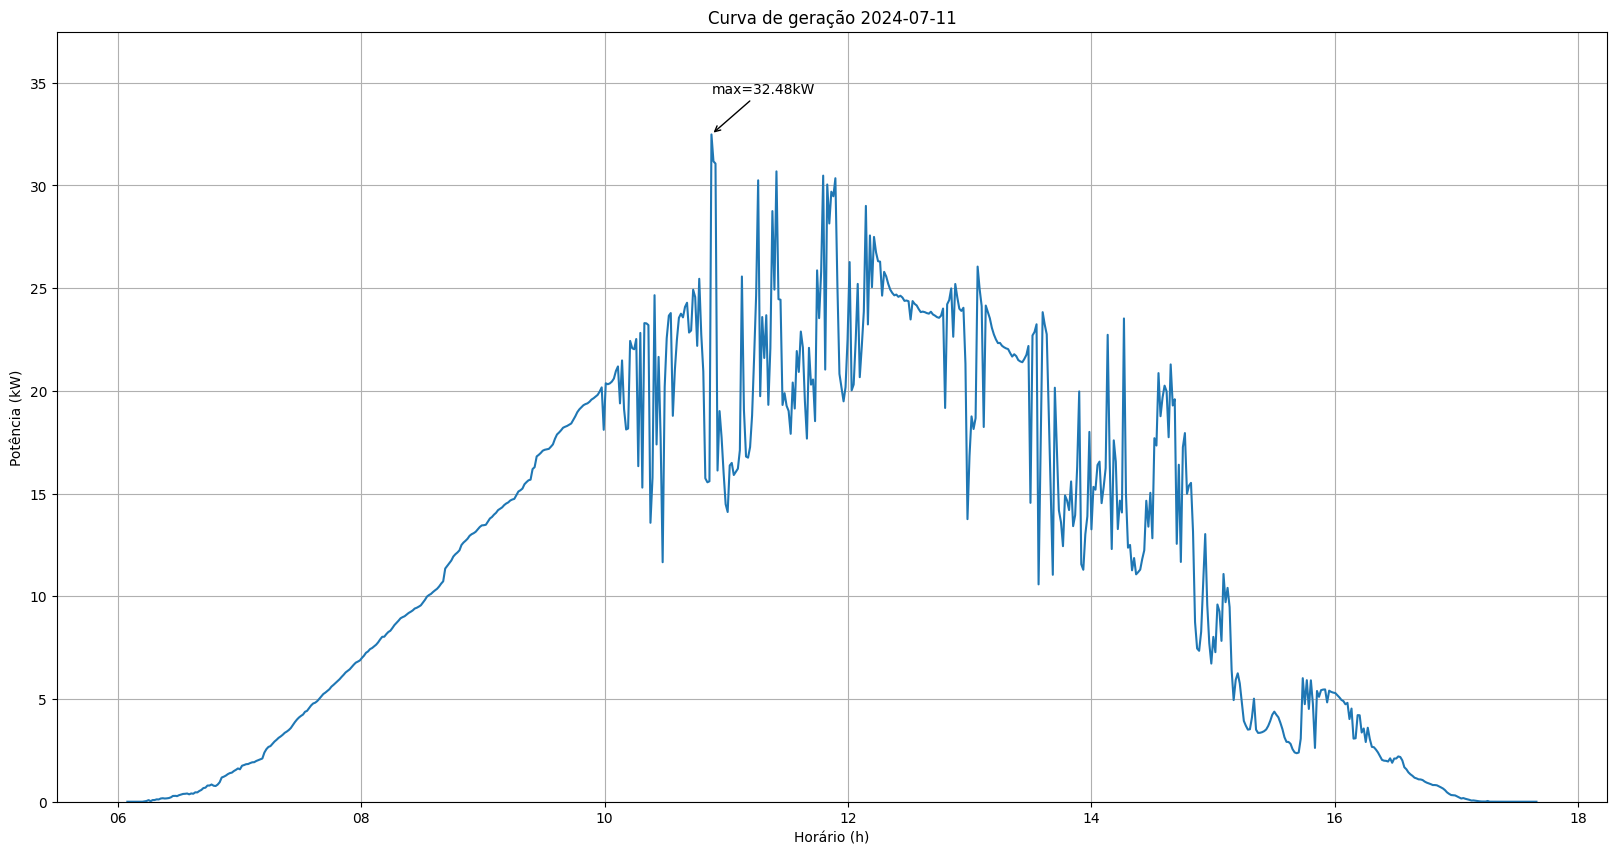 Curva de geração 2024-07-11
max=32.48kW
Potência (kW)
35
30
25
20
15
10
5
0
06 08 10 12 14 16 18
Horário (h)